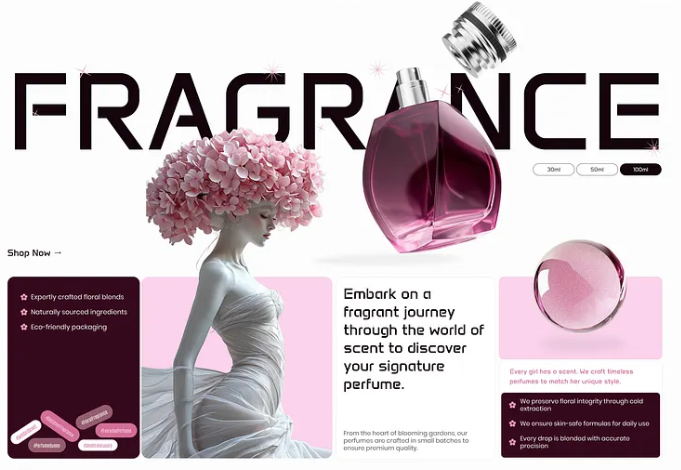 FRAGRANCE
30ml
50ml
100ml
Shop Now →
Expertly crafted floral blends
Naturally sourced ingredients
Eco-friendly packaging
Embark on a
fragrant journey
through the world of
scent to discover
your signature
perfume.
From the heart of blooming gardens, our
perfumes are crafted in small batches to
ensure premium quality.
Every girl has a scent. We craft timeless
perfumes to match her unique style.
We preserve floral integrity through cold
extraction
We ensure skin-safe formulas for daily use
Every drop is blended with accurate
precision